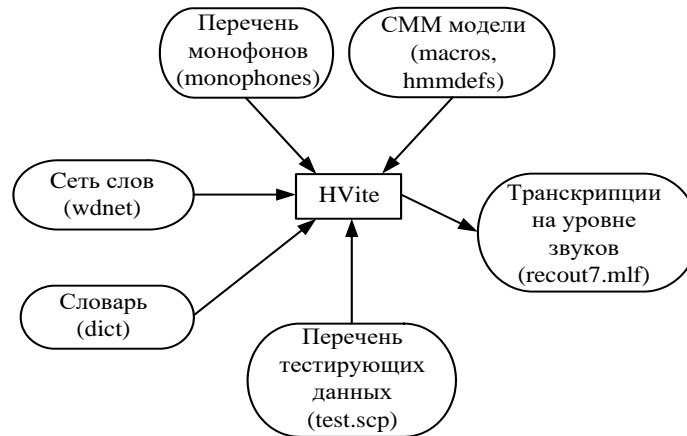 Перечень
монофонов
(monophones)
СММ модели
(macros,
hmmdefs)
Сеть слов
(wdnet)
HVite
Транскрипции
на уровне
звуков
(recout7.mlf)
Словарь
(dict)
Перечень
тестирующих
данных
(test.scp)